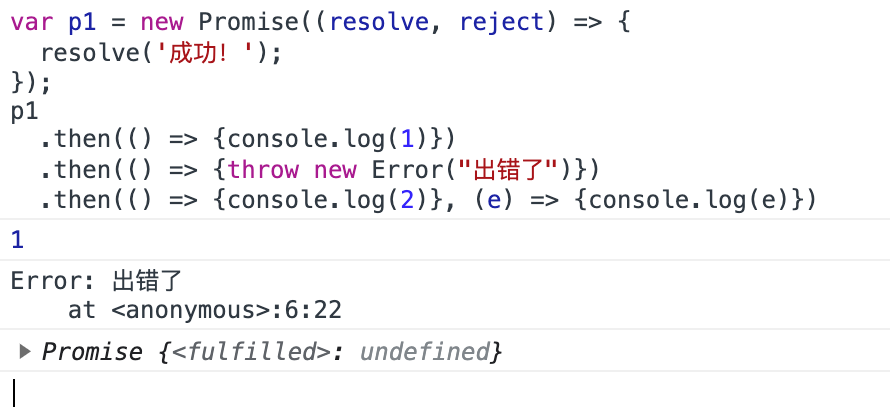 var p1 = new Promise((resolve, reject) => {
  resolve('成功！');
});
p1
  .then(() => {console.log(1)})
  .then(() => {throw new Error("出错了")})
  .then(() => {console.log(2)}, (e) => {console.log(e)})
1
Error: 出错了
    at <anonymous>:6:22
▶ Promise {<fulfilled>: undefined}